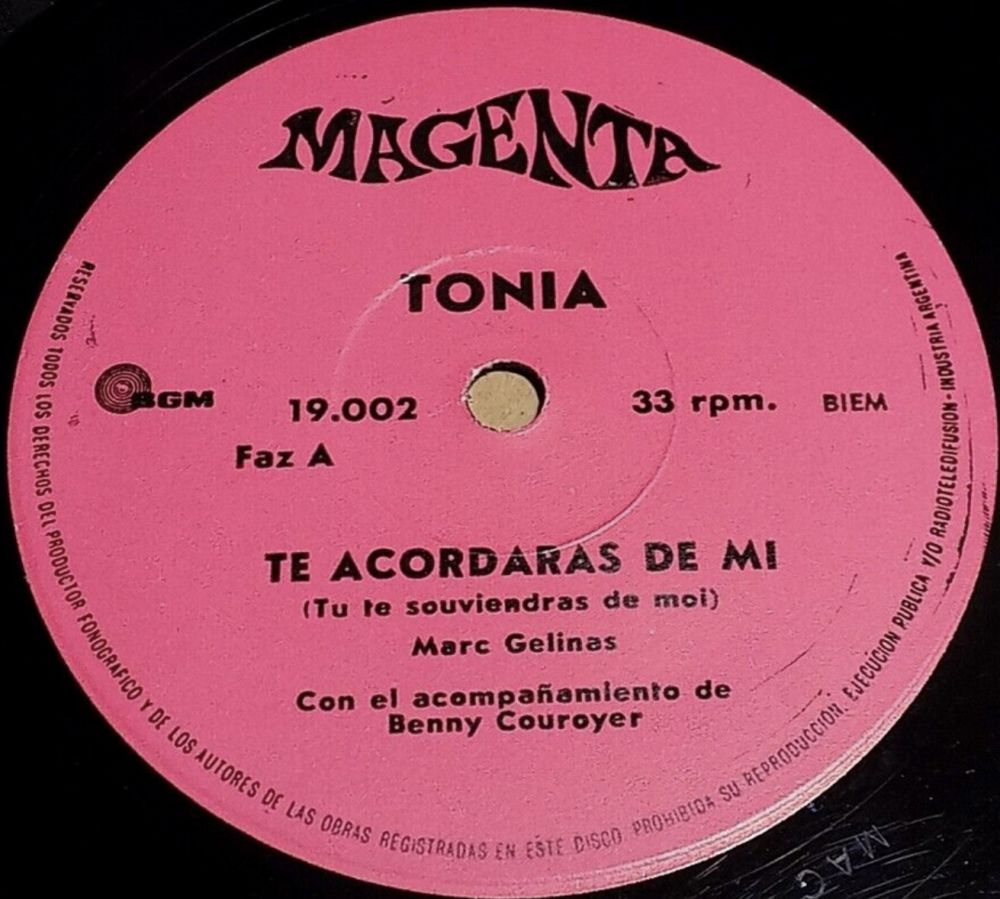 MAGENTA
TONIA
BGM
19.002
33 rpm.
BIEM
Faz A
TE ACORDARAS DE MI
(Tu te souviendras de moi)
Marc Gelinas
Con el acompañamiento de
Benny Couroyer
RESERVADOS TODOS LOS DERECHOS DEL PRODUCTOR FONOGRAFICO Y DE LOS AUTORES DE LAS OBRAS REGISTRADAS EN ESTE DISCO PROHIBIDA SU REPRODUCCIÓN. EJECUCION PUBLICA Y/O RADIOTELEDIFUSION - INDUSTRIA ARGENTINA
MAG